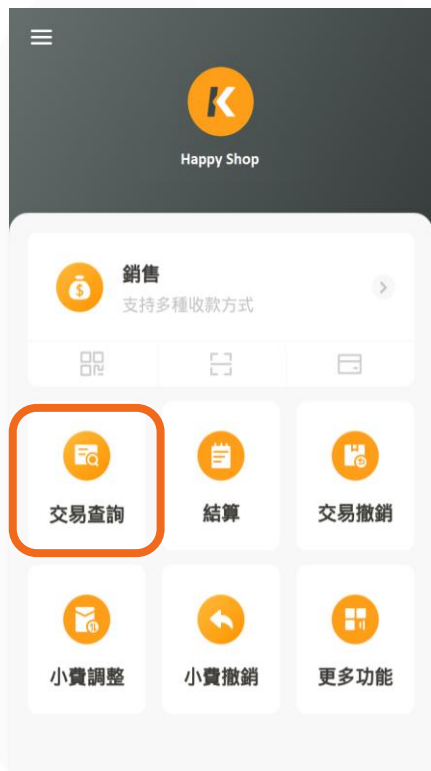 Happy Shop
銷售
支持多種收款方式
交易查詢
結算
交易撤銷
小費調整
小費撤銷
更多功能